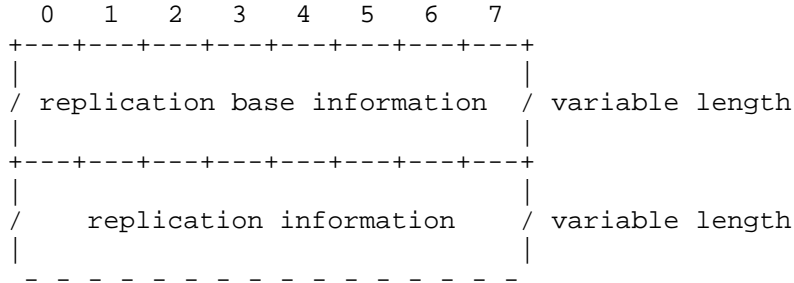 0   1   2   3   4   5   6   7
+---+---+---+---+---+---+---+---+
|                               |
/ replication base information  / variable length
|                               |
+---+---+---+---+---+---+---+---+
|                               |
/    replication information    / variable length
|                               |
 - - - - - - - - - - - - - - - -